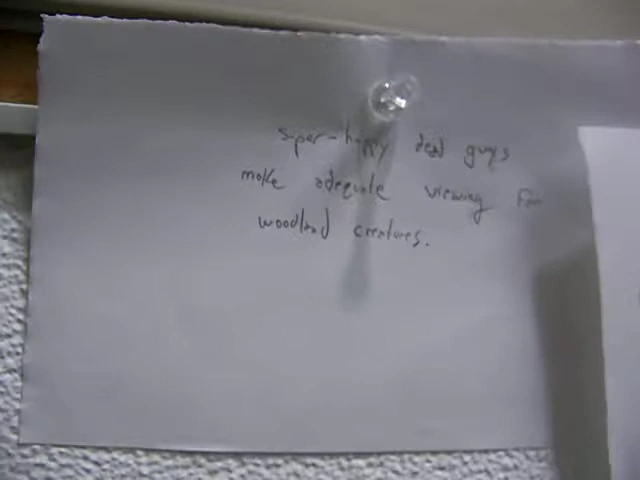 super-happy dead guys
make adequate viewing for
woodland creatures.